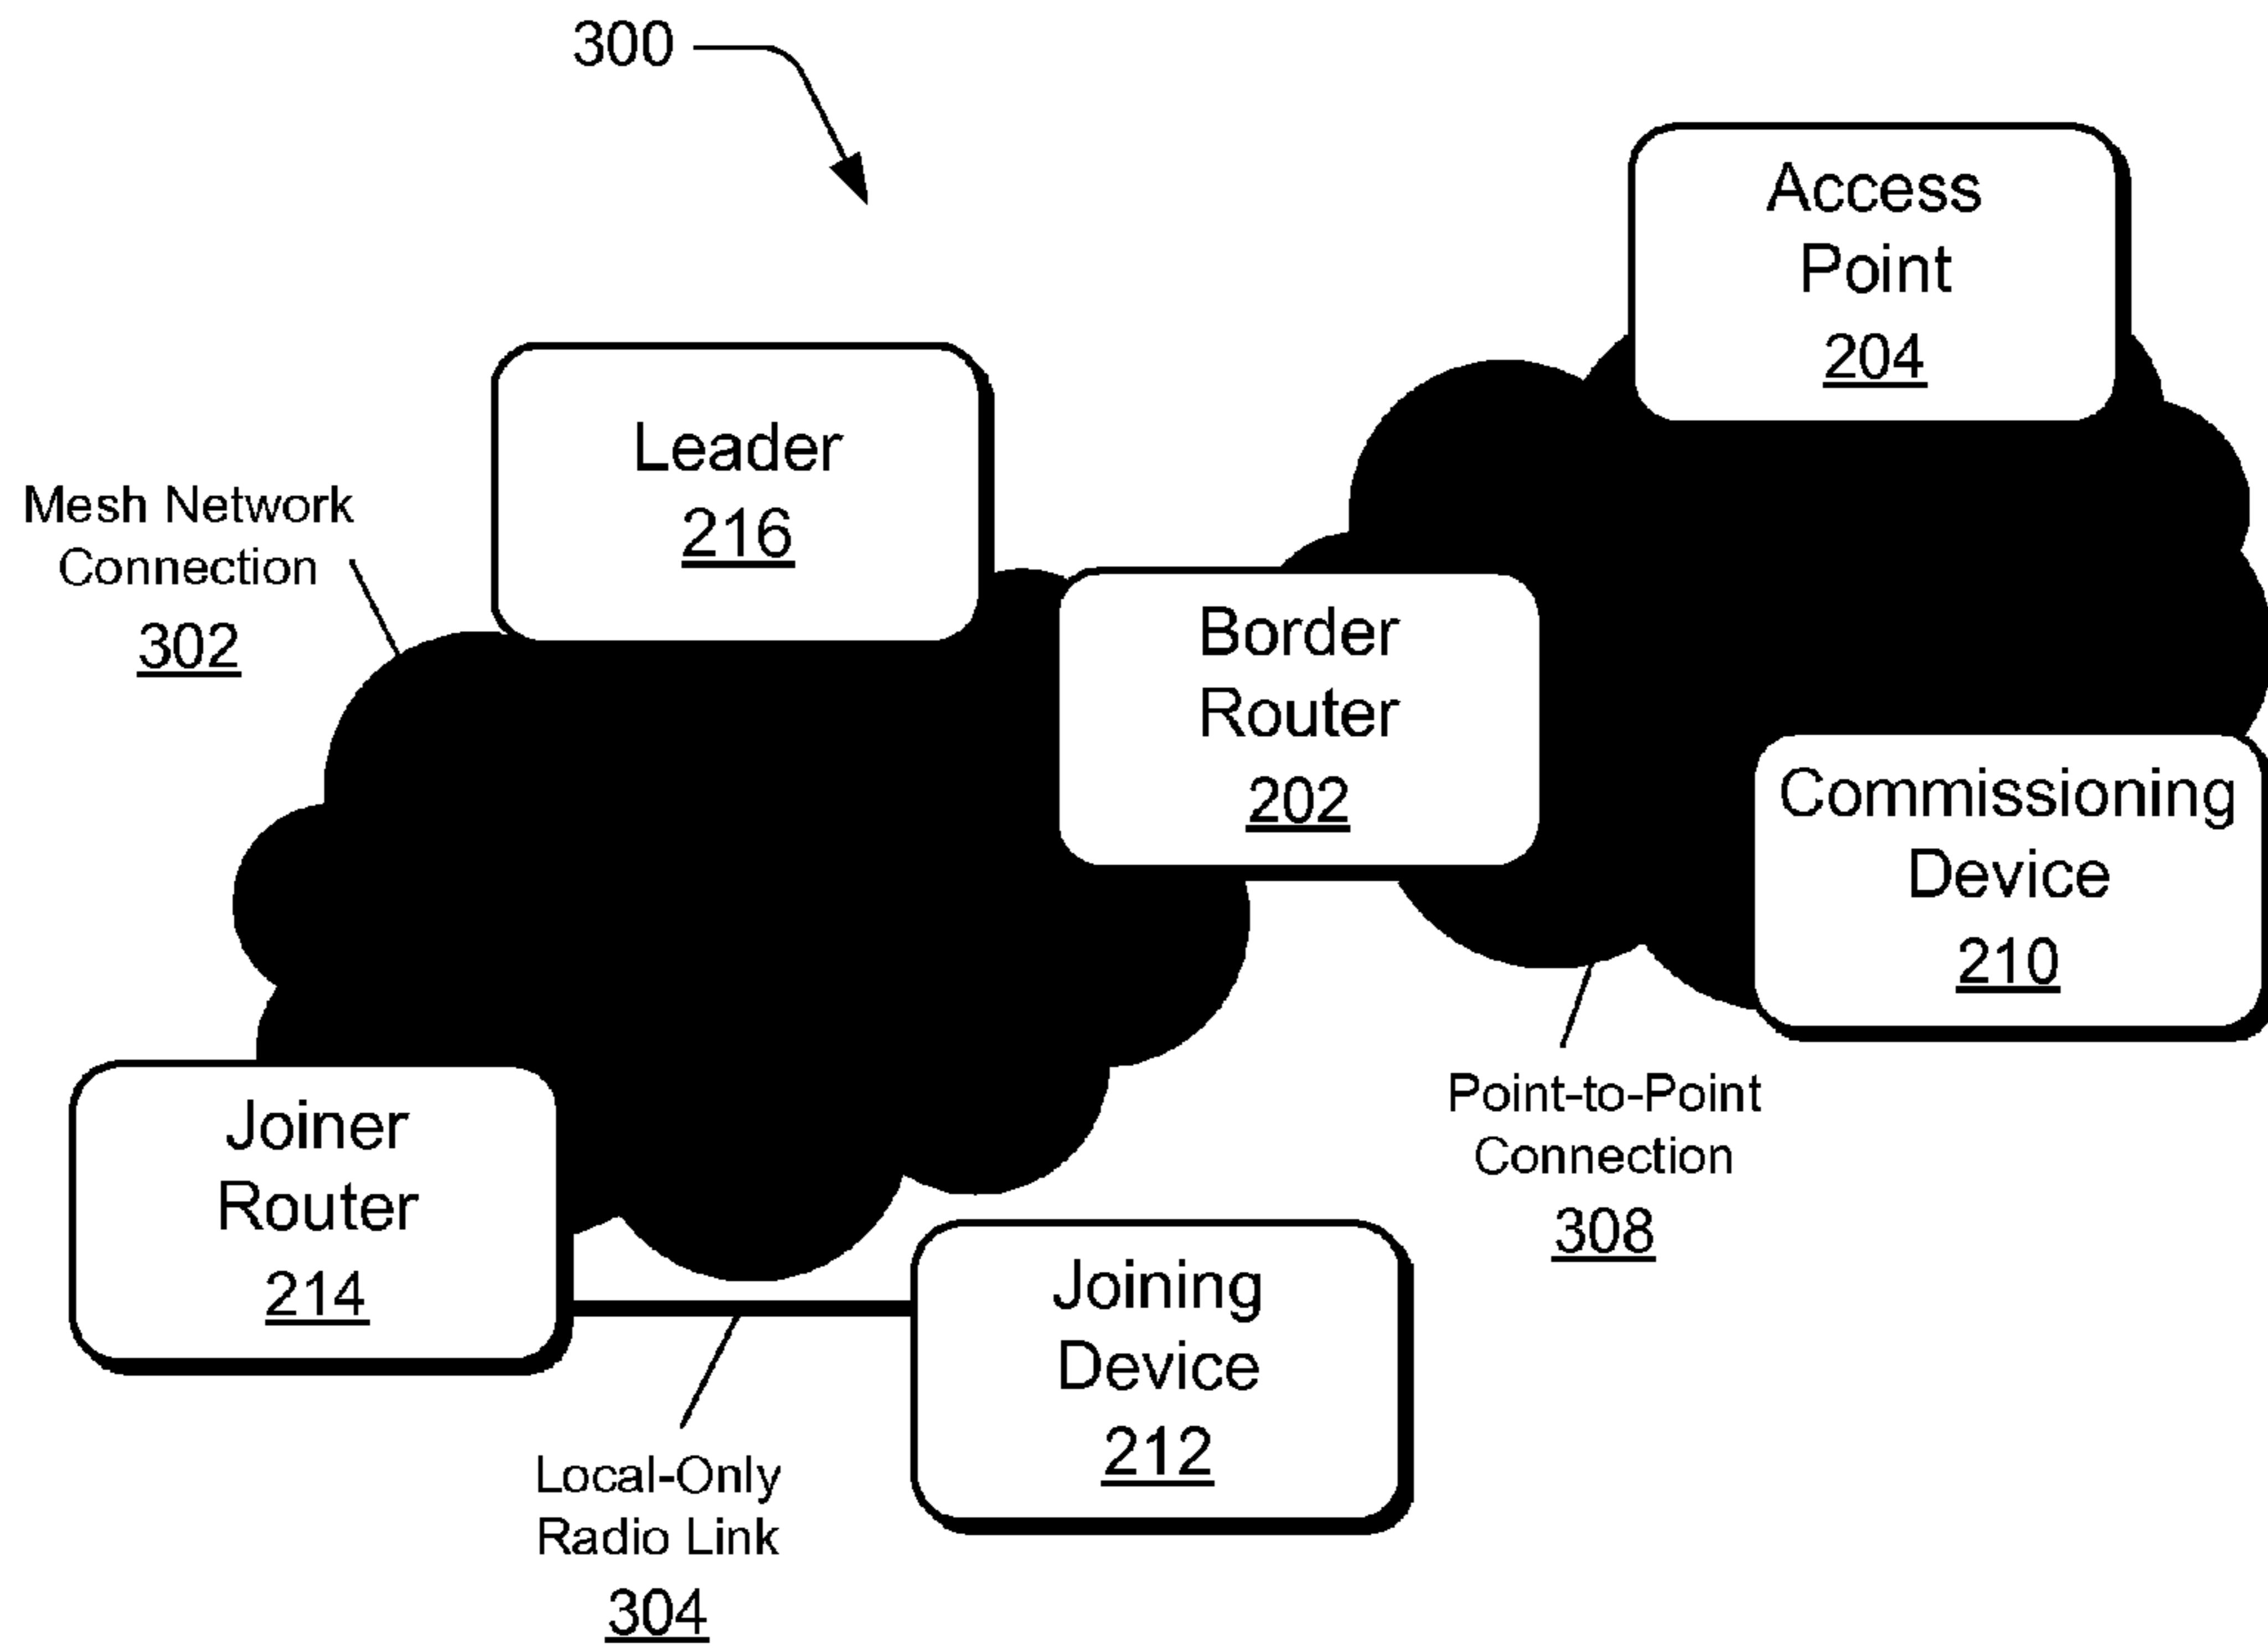 300
Access
Point
204
Leader
216
Mesh Network
Connection
302
Border
Router
202
Commissioning
Device
210
Point-to-Point
Connection
308
Joiner
Router
214
Joining
Device
212
Local-Only
Radio Link
304